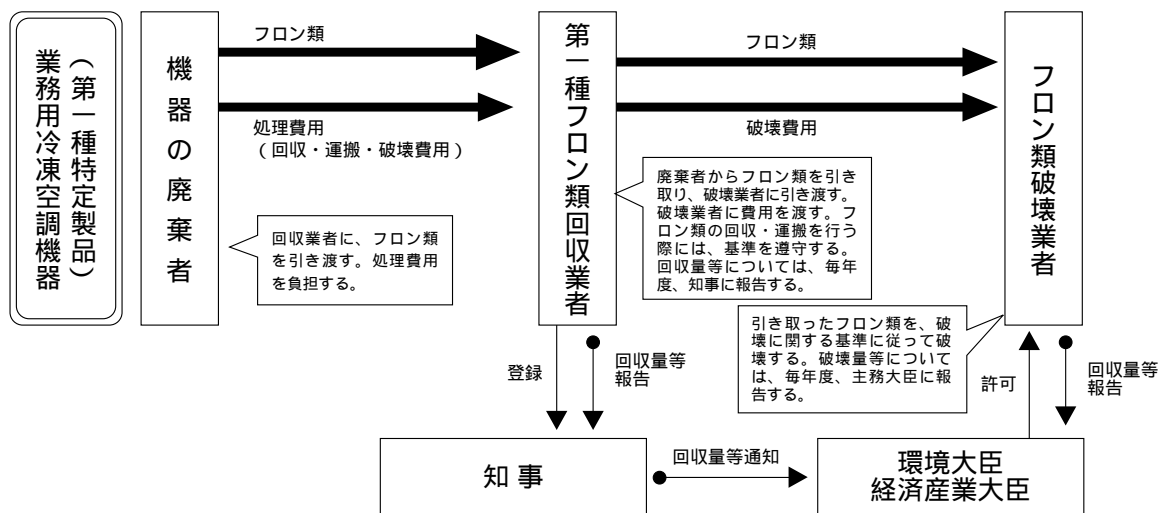 業務用冷凍空調機器
（第一種特定製品）
機器の廃棄者
フロン類
処理費用
（回収・運搬・破壊費用）
回収業者に、フロン類
を引き渡す。処理費用
を負担する。
第一種フロン類回収業者
フロン類
破壊費用
廃棄者からフロン類を引き
取り、破壊業者に引き渡す。
破壊業者に費用を渡す。フ
ロン類の回収・運搬を行う
際には、基準を遵守する。
回収量等については、毎年
度、知事に報告する。
フロン類破壊業者
引き取ったフロン類を、破
壊に関する基準に従って破
壊する。破壊量等について
は、毎年度、主務大臣に報
告する。
登録
回収量等
報告
許可
回収量等
報告
知事
回収量等通知
環境大臣
経済産業大臣